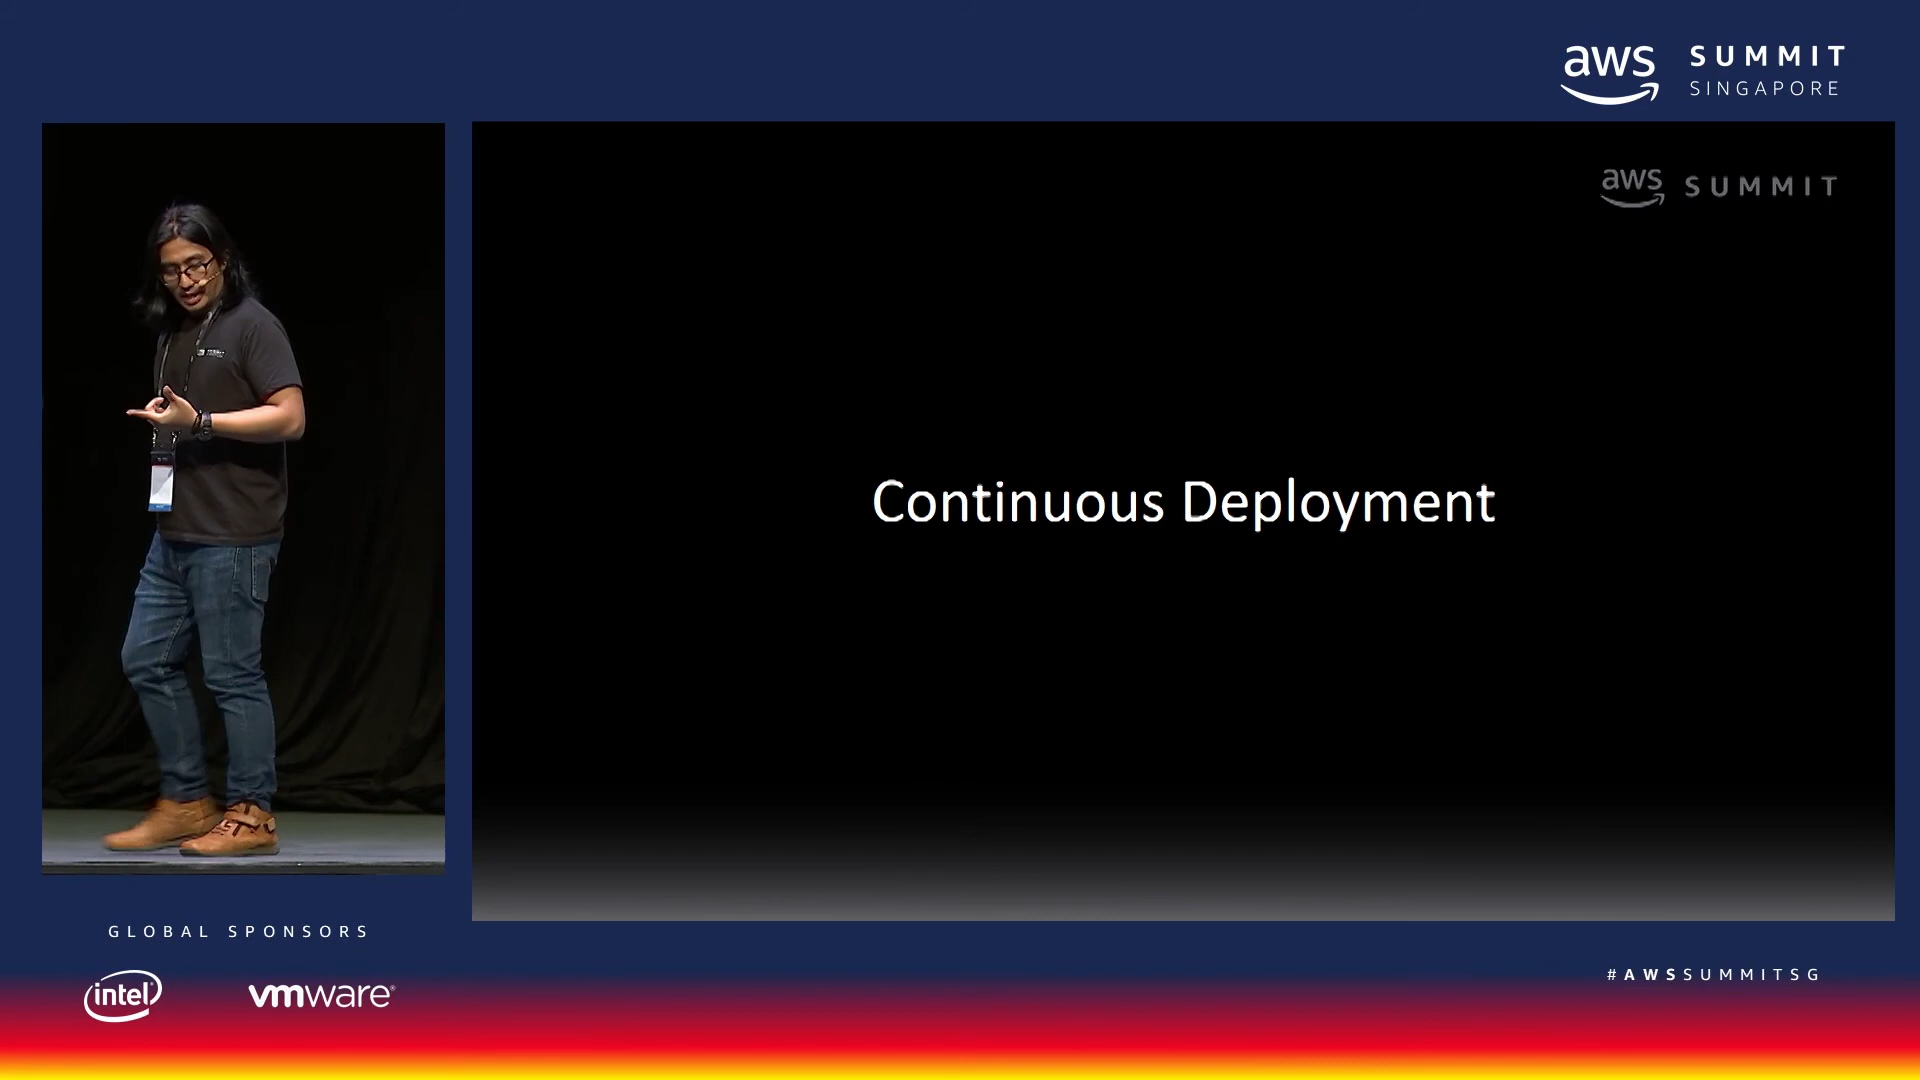 aws SUMMIT
SINGAPORE
aws SUMMIT
Continuous Deployment
GLOBAL SPONSORS
intel
vmware®
#AWSSUMMITSG